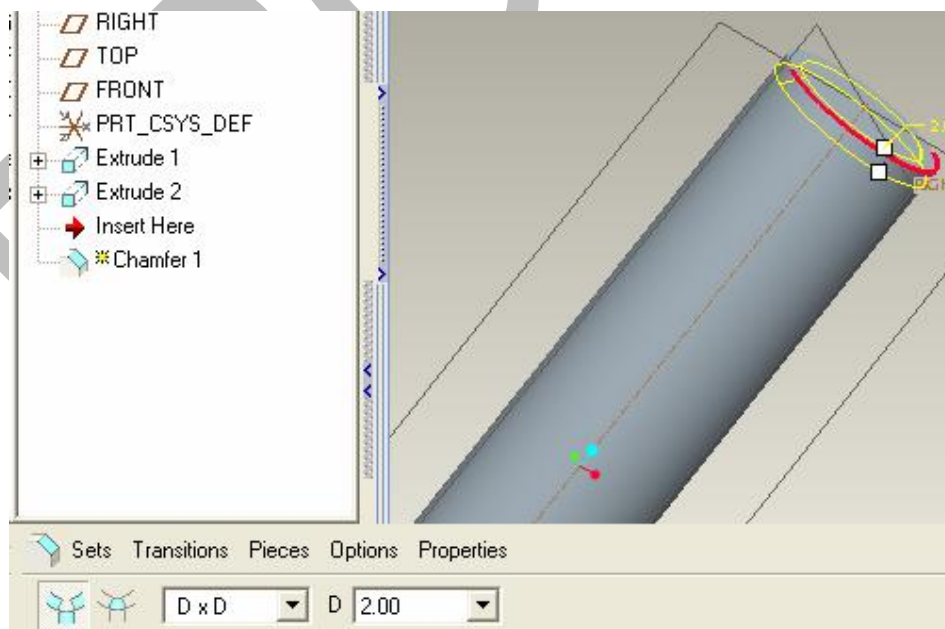 RIGHT
TOP
FRONT
PRT_CSYS_DEF
Extrude 1
Extrude 2
Insert Here
Chamfer 1
Sets Transitions Pieces Options Properties
D x D D 2.00